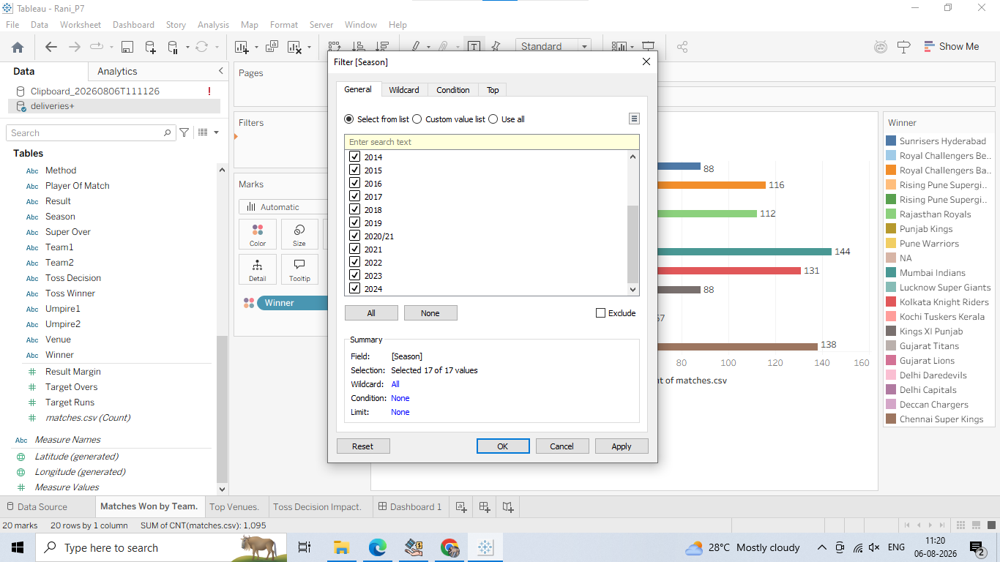 Tableau - Rani_P7
File Data Worksheet Dashboard Story Analysis Map Format Server Window Help
Standard
Show Me
Data Analytics
Clipboard_20260806T111126 !
deliveries+
Search
Tables
Abc Method
Abc Player Of Match
Abc Result
Abc Season
Abc Super Over
Abc Team1
Abc Team2
Abc Toss Decision
Abc Toss Winner
Abc Umpire1
Abc Umpire2
Abc Venue
Abc Winner
Result Margin
Target Overs
Target Runs
matches.csv (Count)
Abc Measure Names
Latitude (generated)
Longitude (generated)
Measure Values
Pages
Filters
Marks
Automatic
Color Size
Detail Tooltip
Winner
Filter [Season]
General Wildcard Condition Top
Select from list Custom value list Use all
Enter search text
2014
2015
2016
2017
2018
2019
2020/21
2021
2022
2023
2024
All None Exclude
Summary
Field: [Season]
Selection: Selected 17 of 17 values
Wildcard: All
Condition: None
Limit: None
Reset OK Cancel Apply
88
116
112
144
131
88
138
80 100 120 140 160
nt of matches.csv
Winner
Sunrisers Hyderabad
Royal Challengers Be..
Royal Challengers Ba..
Rising Pune Supergi..
Rising Pune Supergi..
Rajasthan Royals
Punjab Kings
Pune Warriors
NA
Mumbai Indians
Lucknow Super Giants
Kolkata Knight Riders
Kochi Tuskers Kerala
Kings XI Punjab
Gujarat Titans
Gujarat Lions
Delhi Daredevils
Delhi Capitals
Deccan Chargers
Chennai Super Kings
Data Source Matches Won by Team. Top Venues. Toss Decision Impact. Dashboard 1
20 marks 20 rows by 1 column SUM of CNT(matches.csv): 1,095
Type here to search
28°C Mostly cloudy
ENG
11:20
06-08-2026
2